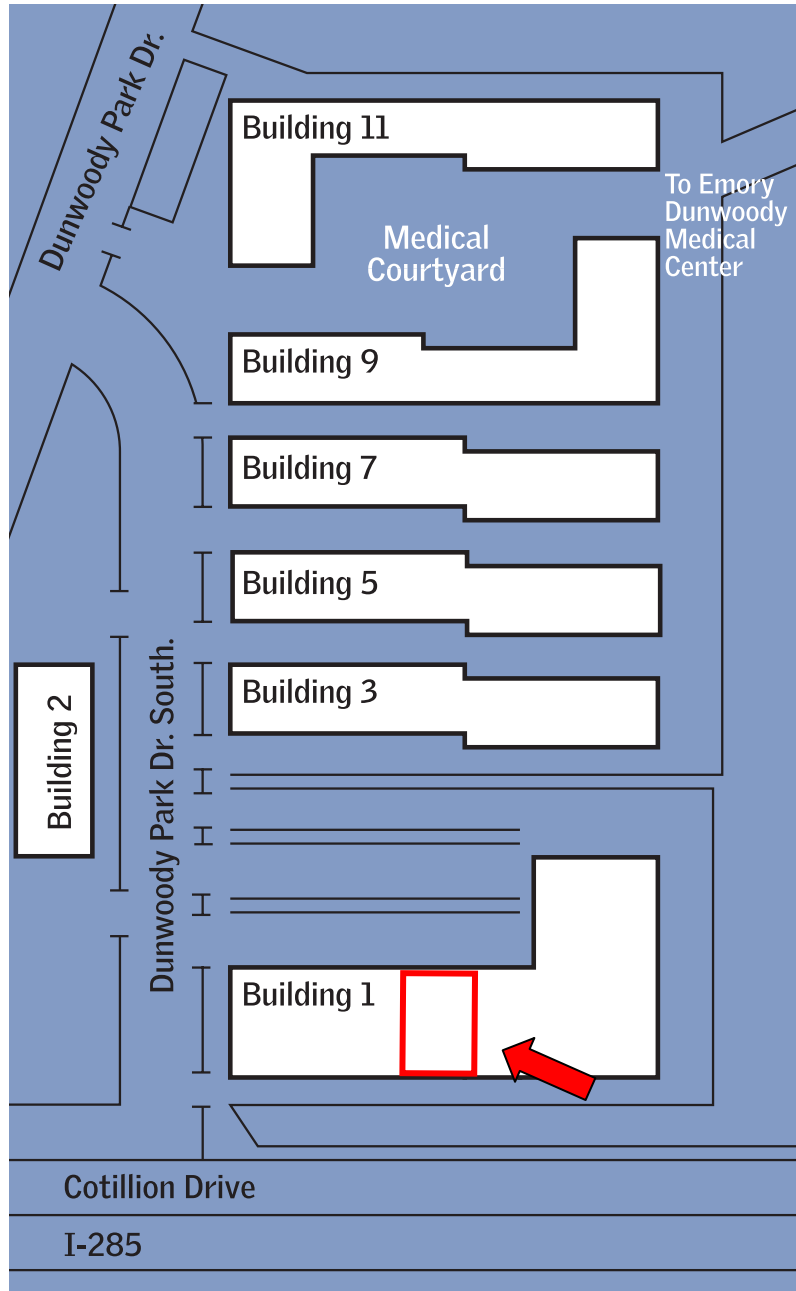 Dunwoody Park Dr.
Building 11
To Emory
Dunwoody
Medical
Center
Medical
Courtyard
Building 9
Building 7
Building 5
Building 3
Building 2
Dunwoody Park Dr. South.
Building 1
Cotillion Drive
I-285